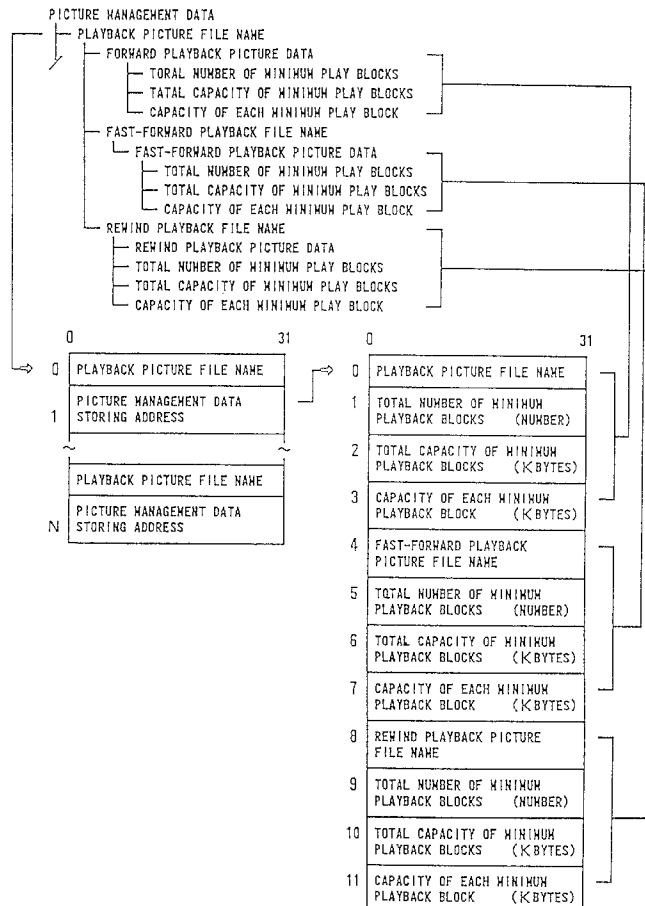 PICTURE MANAGEMENT DATA
PLAYBACK PICTURE FILE NAME
FORWARD PLAYBACK PICTURE DATA
TORAL NUMBER OF MINIMUM PLAY BLOCKS
TATAL CAPACITY OF MINIMUM PLAY BLOCKS
CAPACITY OF EACH MINIMUM PLAY BLOCK
FAST-FORWARD PLAYBACK FILE NAME
FAST-FORWARD PLAYBACK PICTURE DATA
TOTAL NUMBER OF MINIMUM PLAY BLOCKS
TOTAL CAPACITY OF MINIMUM PLAY BLOCKS
CAPACITY OF EACH MINIMUM PLAY BLOCK
REWIND PLAYBACK FILE NAME
REWIND PLAYBACK PICTURE DATA
TOTAL NUMBER OF MINIMUM PLAY BLOCKS
TOTAL CAPACITY OF MINIMUM PLAY BLOCKS
CAPACITY OF EACH MINIMUM PLAY BLOCK
0 31
0 PLAYBACK PICTURE FILE NAME
1 PICTURE MANAGEMENT DATA
STORING ADDRESS
PLAYBACK PICTURE FILE NAME
N PICTURE MANAGEMENT DATA
STORING ADDRESS
0 31
0 PLAYBACK PICTURE FILE NAME
1 TOTAL NUMBER OF MINIMUM
PLAYBACK BLOCKS (NUMBER)
2 TOTAL CAPACITY OF MINIMUM
PLAYBACK BLOCKS (KBYTES)
3 CAPACITY OF EACH MINIMUM
PLAYBACK BLOCK (KBYTES)
4 FAST-FORWARD PLAYBACK
PICTURE FILE NAME
5 TOTAL NUMBER OF MINIMUM
PLAYBACK BLOCKS (NUMBER)
6 TOTAL CAPACITY OF MINIMUM
PLAYBACK BLOCKS (KBYTES)
7 CAPACITY OF EACH MINIMUM
PLAYBACK BLOCK (KBYTES)
8 REWIND PLAYBACK PICTURE
FILE NAME
9 TOTAL NUMBER OF MINIMUM
PLAYBACK BLOCKS (NUMBER)
10 TOTAL CAPACITY OF MINIMUM
PLAYBACK BLOCKS (KBYTES)
11 CAPACITY OF EACH MINIMUM
PLAYBACK BLOCK (KBYTES)